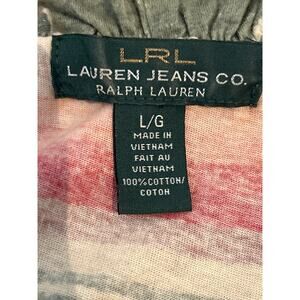 LRL
LAUREN JEANS CO.
RALPH LAUREN
L/G
MADE IN
VIETNAM
FAIT AU
VIETNAM
100%COTTON/
COTON